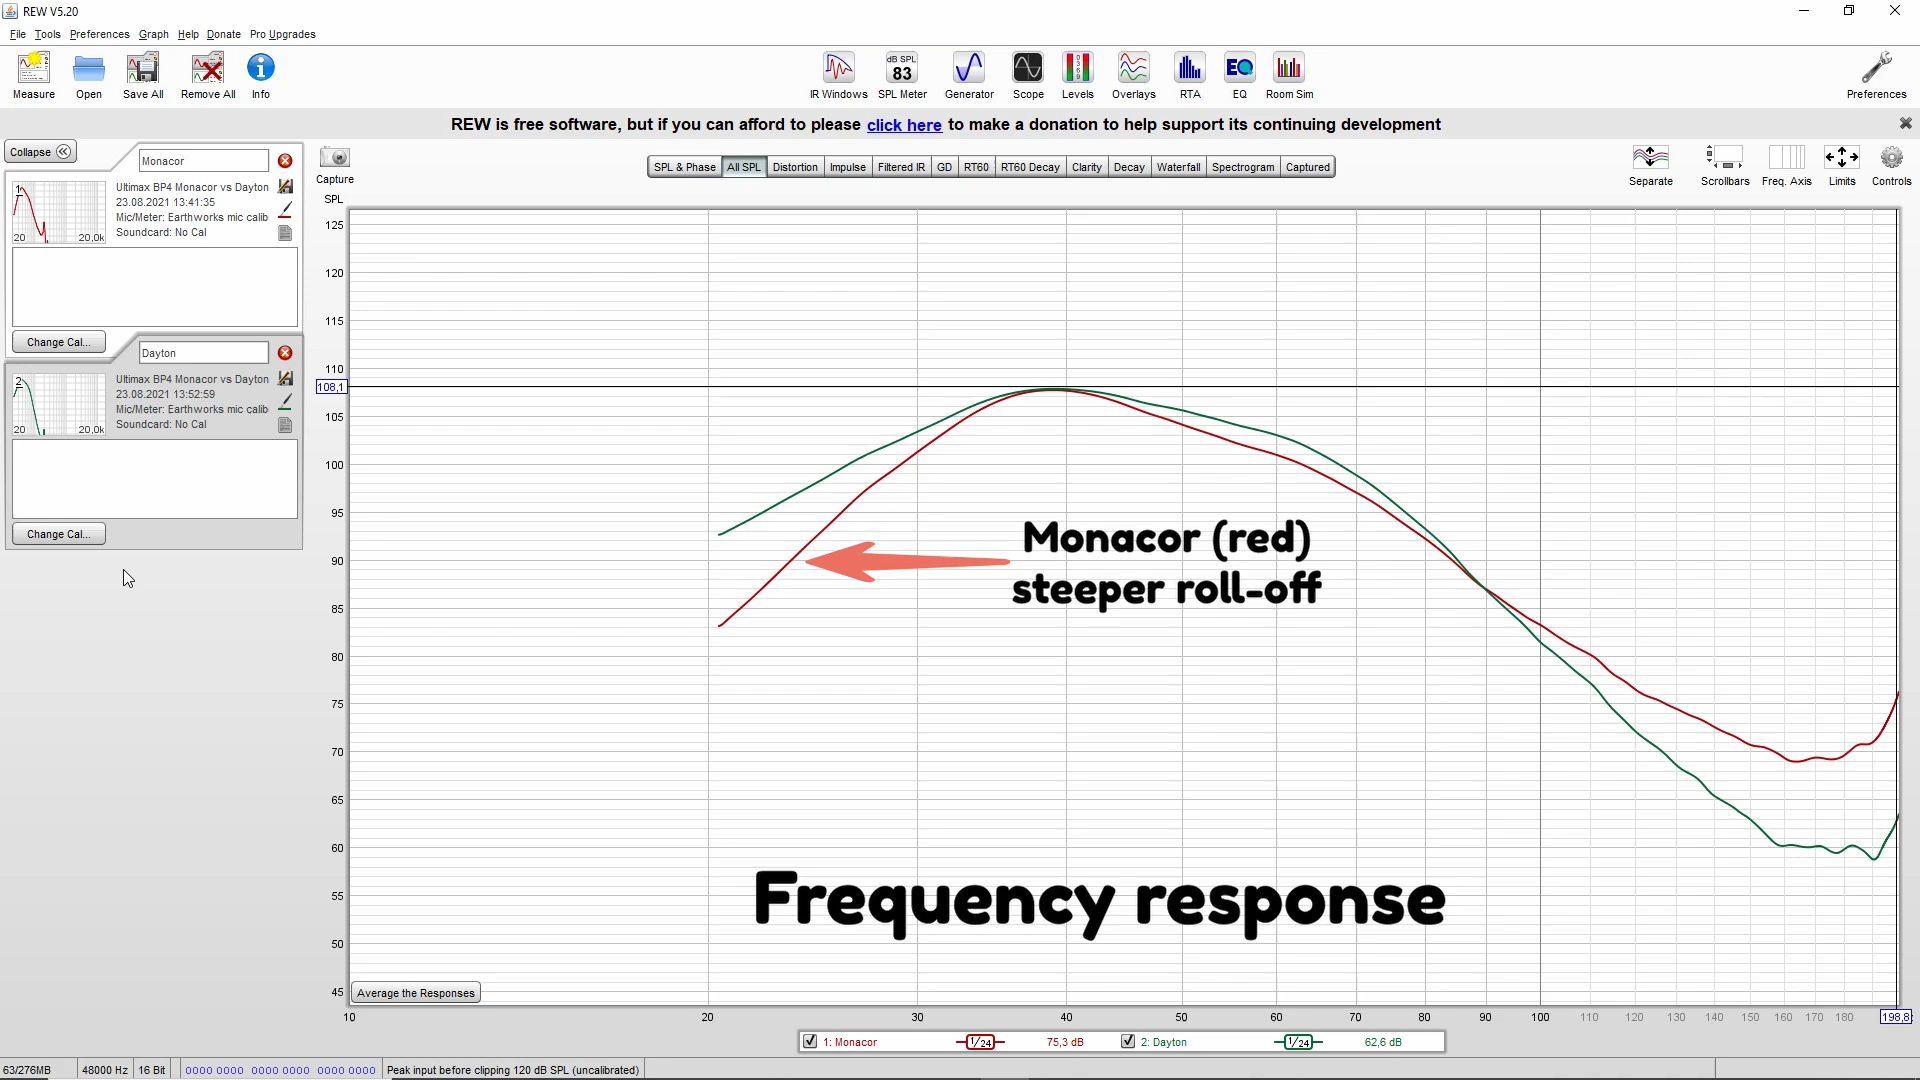 REW V5.20
File Tools Preferences Graph Help Donate Pro Upgrades
Measure Open Save All Remove All Info IR Windows dB SPL 83 SPL Meter Generator Scope Levels Overlays RTA EQ EQ Room Sim Preferences
REW is free software, but if you can afford to please click here to make a donation to help support its continuing development
Collapse
Monacor
1
Ultimax BP4 Monacor vs Dayton
23.08.2021 13:41:35
Mic/Meter: Earthworks mic calib
Soundcard: No Cal
20 20,0k
Change Cal...
Dayton
2
Ultimax BP4 Monacor vs Dayton
23.08.2021 13:52:59
Mic/Meter: Earthworks mic calib
Soundcard: No Cal
20 20,0k
Change Cal...
Capture
SPL & Phase All SPL Distortion Impulse Filtered IR GD RT60 RT60 Decay Clarity Decay Waterfall Spectrogram Captured
Separate Scrollbars Freq. Axis Limits Controls
SPL
125
120
115
110
108,1
105
100
95
90
85
80
75
70
65
60
55
50
45
Monacor (red)
steeper roll-off
Frequency response
Average the Responses
10 20 30 40 50 60 70 80 90 100 110 120 130 140 150 160 170 180 198,8
1: Monacor 1/24 75,3 dB 2: Dayton 1/24 62,6 dB
63/276MB 48000 Hz 16 Bit 0000 0000 0000 0000 0000 0000 Peak input before clipping 120 dB SPL (uncalibrated)